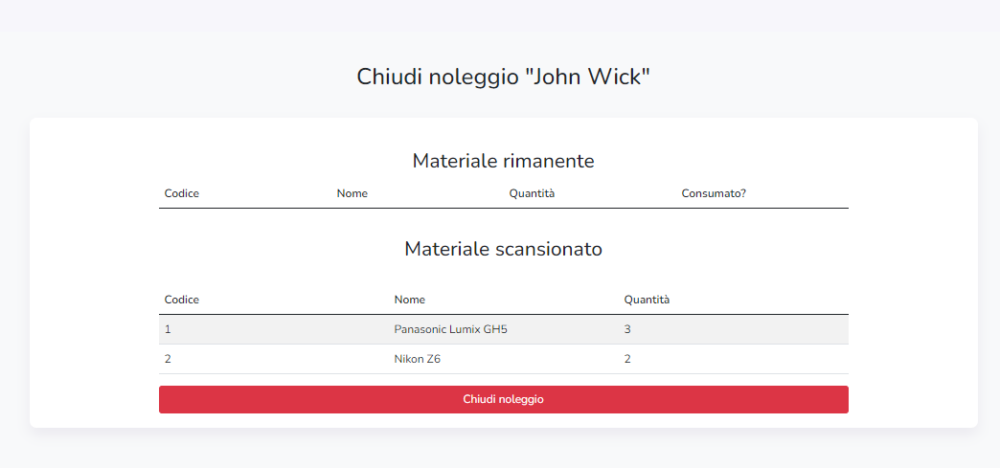 Chiudi noleggio "John Wick"
Materiale rimanente
Codice Nome Quantità Consumato?
Materiale scansionato
Codice Nome Quantità
1 Panasonic Lumix GH5 3
2 Nikon Z6 2
Chiudi noleggio